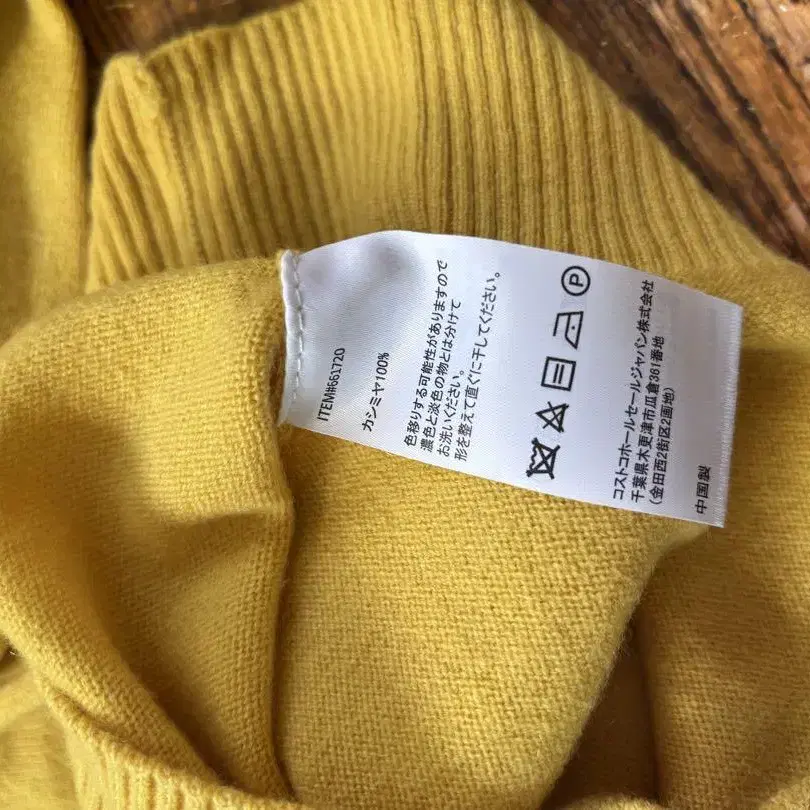 ITEM#661720
カシミヤ100%
色移りする可能性がありますので
濃色と淡色の物とは分けて
お洗いください。
形を整えて直ぐに干してください。
P
コストコホールセールジャパン株式会社
千葉県木更津市瓜倉361番地
(金田西2街区2画地)
中国製